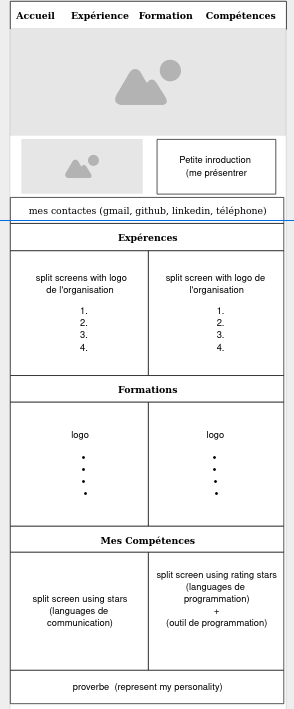 Accueil Expérience Formation Compétences
Petite inroduction
(me présentrer
mes contactes (gmail, github, linkedin, téléphone)
Expérences
split screens with logo
de l'organisation
1.
2.
3.
4.
split screen with logo de
l'organisation
1.
2.
3.
4.
Formations
logo
logo
Mes Compétences
split screen using stars
(languages de
communication)
split screen using rating stars
(languages de
programmation)
+
(outil de programmation)
proverbe (represent my personality)